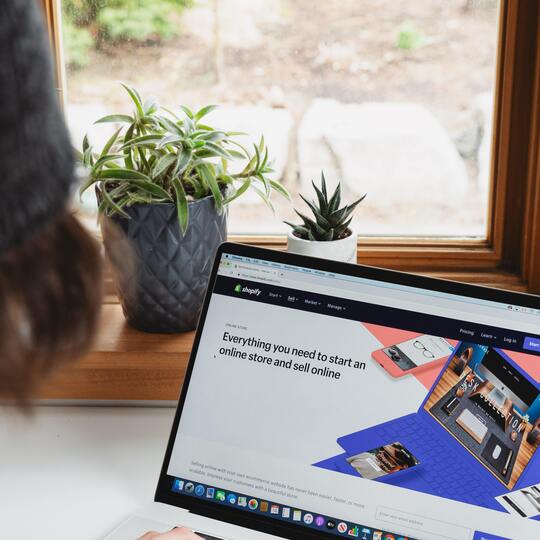 shopify
Start Sell Market Manage
Pricing Learn Log in Start
ONLINE STORE
Everything you need to start an
online store and sell online
Selling online with your own ecommerce website has never been easier, faster, or more
scalable. Impress your customers with a beautiful store.
Enter your email address